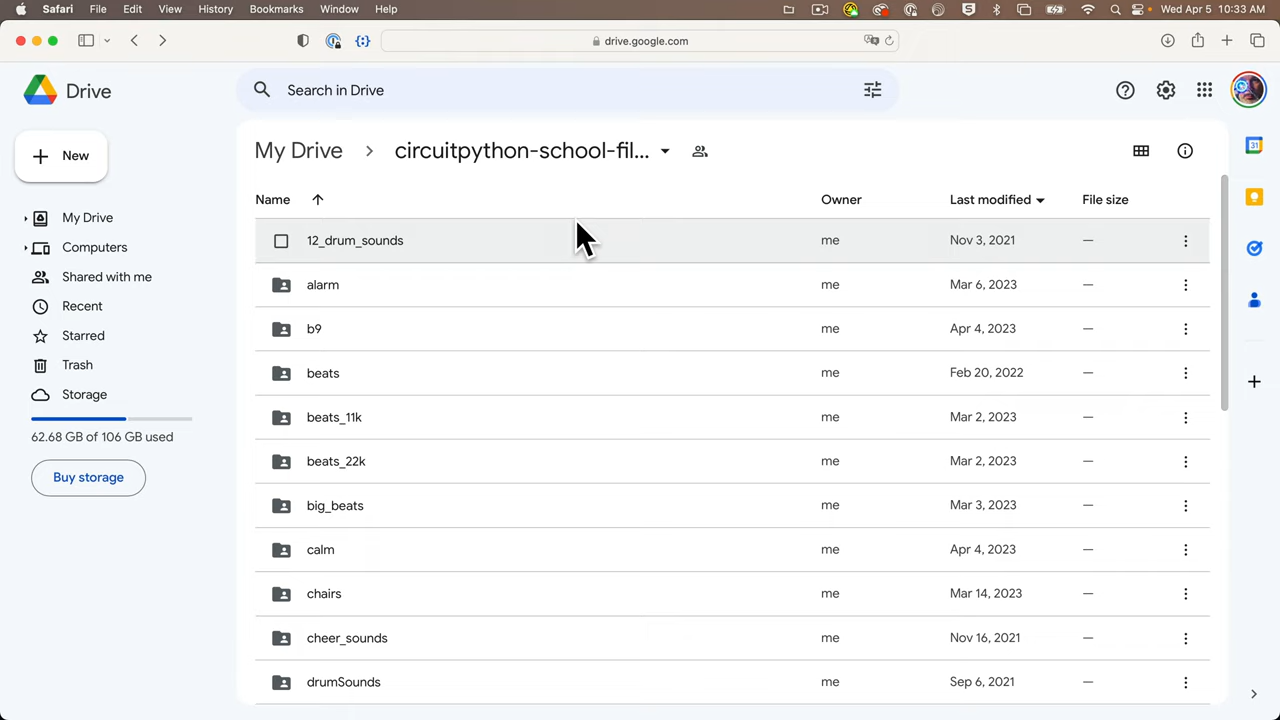 Safari File Edit View History Bookmarks Window Help Wed Apr 5 10:33 AM
drive.google.com
Drive
Search in Drive
New
My Drive
Computers
Shared with me
Recent
Starred
Trash
Storage
62.68 GB of 106 GB used
Buy storage
My Drive circuitpython-school-fil...
Name Owner Last modified File size
12_drum_sounds me Nov 3, 2021 —
alarm me Mar 6, 2023 —
b9 me Apr 4, 2023 —
beats me Feb 20, 2022 —
beats_11k me Mar 2, 2023 —
beats_22k me Mar 2, 2023 —
big_beats me Mar 3, 2023 —
calm me Apr 4, 2023 —
chairs me Mar 14, 2023 —
cheer_sounds me Nov 16, 2021 —
drumSounds me Sep 6, 2021 —
31